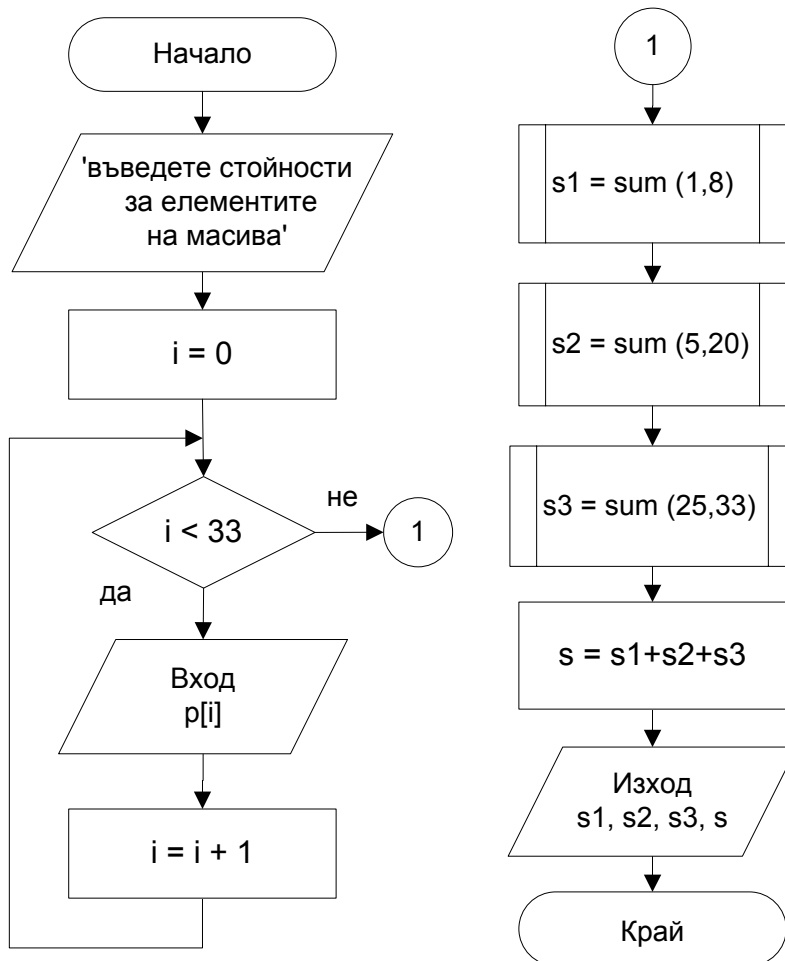 Начало
'въведете стойности
за елементите
на масива'
i = 0
i < 33
не
1
да
Вход
p[i]
i = i + 1
1
s1 = sum (1,8)
s2 = sum (5,20)
s3 = sum (25,33)
s = s1+s2+s3
Изход
s1, s2, s3, s
Край